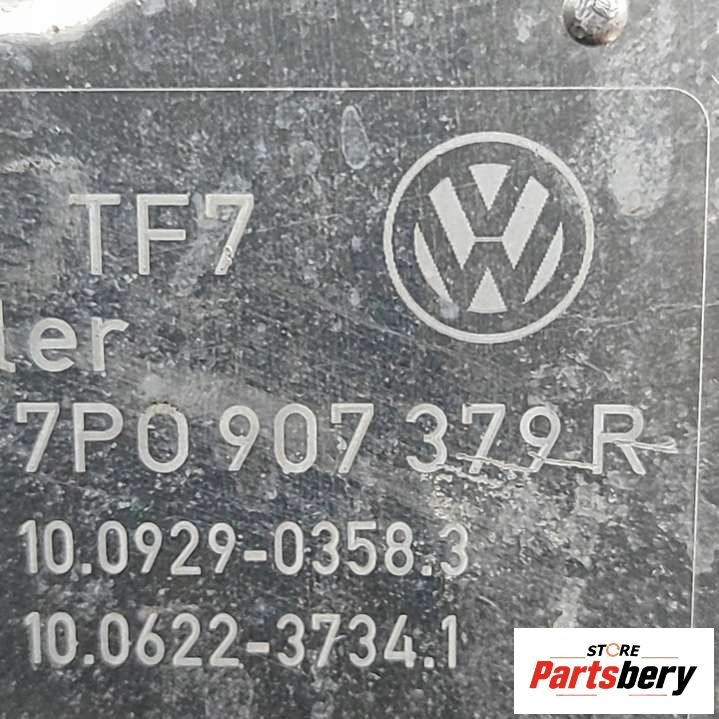 TF7
ler
7P0 907 379 R
10.0929-0358.3
10.0622-3734.1
STORE
Partsbery